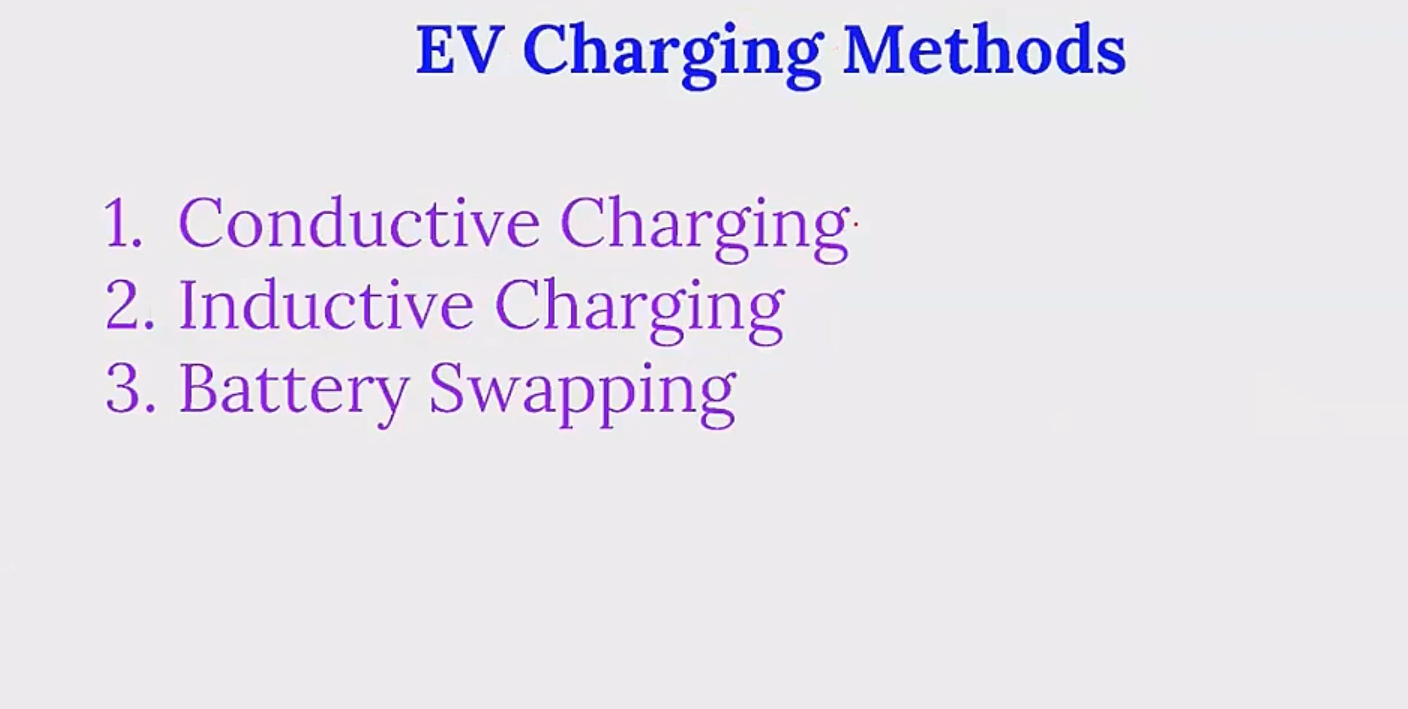 EV Charging Methods
1. Conductive Charging
2. Inductive Charging
3. Battery Swapping